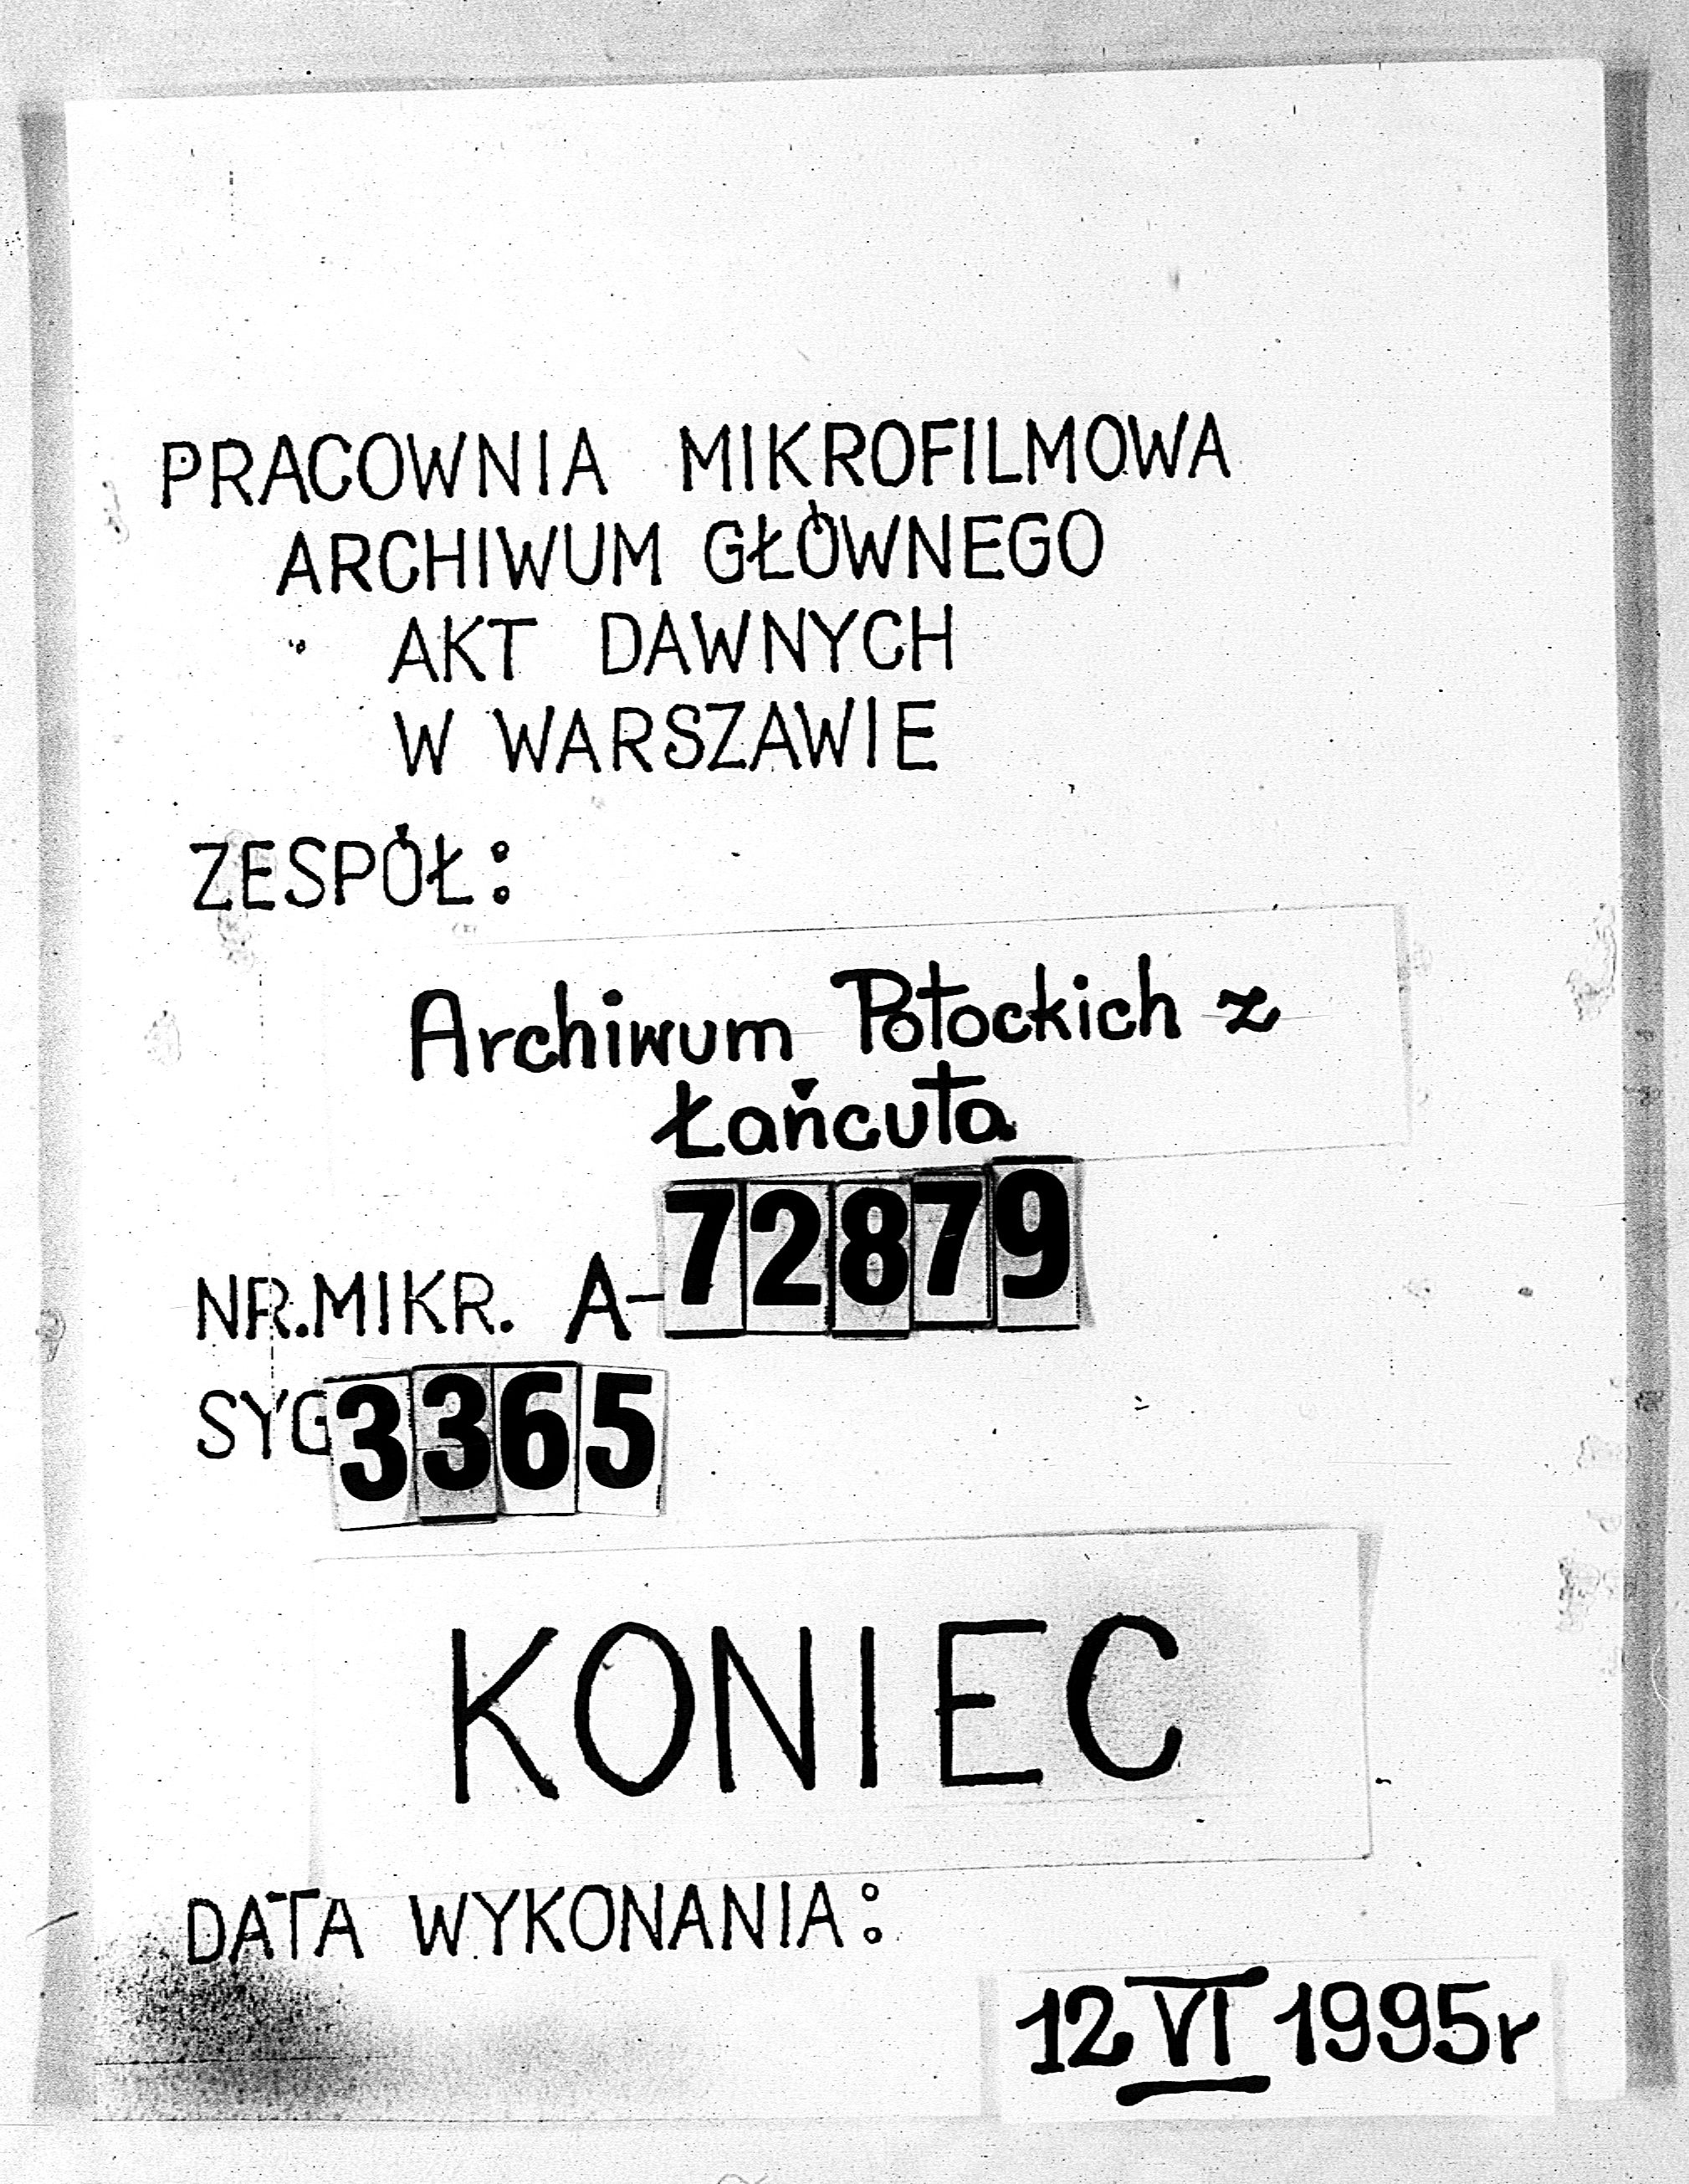 PRACOWNIA MIKROFILMOWA
ARCHIWUM GŁÓWNEGO
AKT DAWNYCH
W WARSZAWIE
ZESPÓŁ:
Archiwum Potockich z
Łańcuta
NR.MIKR. A-72879
SYG 3365
KONIEC
DATA WYKONANIA:
12 VI 1995r